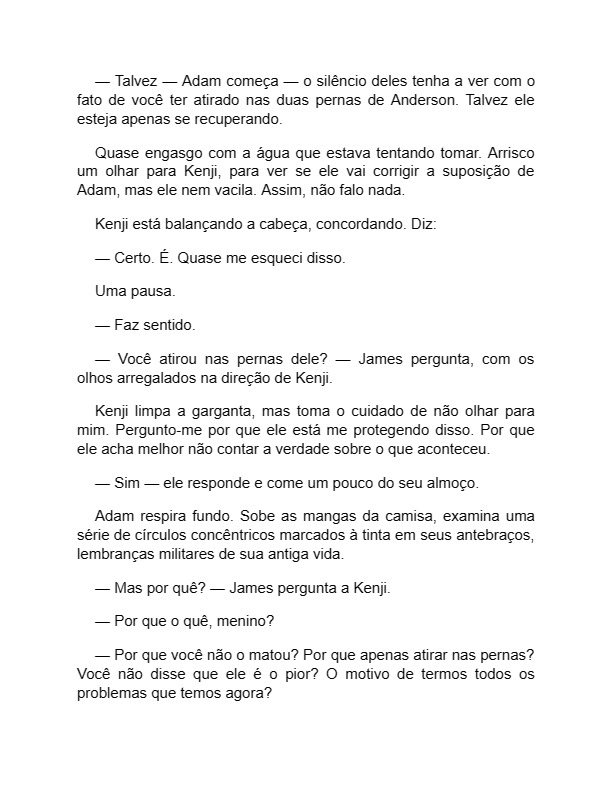 — Talvez — Adam começa — o silêncio deles tenha a ver com o
fato de você ter atirado nas duas pernas de Anderson. Talvez ele
esteja apenas se recuperando.
Quase engasgo com a água que estava tentando tomar. Arrisco
um olhar para Kenji, para ver se ele vai corrigir a suposição de
Adam, mas ele nem vacila. Assim, não falo nada.
Kenji está balançando a cabeça, concordando. Diz:
— Certo. É. Quase me esqueci disso.
Uma pausa.
— Faz sentido.
— Você atirou nas pernas dele? — James pergunta, com os
olhos arregalados na direção de Kenji.
Kenji limpa a garganta, mas toma o cuidado de não olhar para
mim. Pergunto-me por que ele está me protegendo disso. Por que
ele acha melhor não contar a verdade sobre o que aconteceu.
— Sim — ele responde e come um pouco do seu almoço.
Adam respira fundo. Sobe as mangas da camisa, examina uma
série de círculos concêntricos marcados à tinta em seus antebraços,
lembranças militares de sua antiga vida.
— Mas por quê? — James pergunta a Kenji.
— Por que o quê, menino?
— Por que você não o matou? Por que apenas atirar nas pernas?
Você não disse que ele é o pior? O motivo de termos todos os
problemas que temos agora?